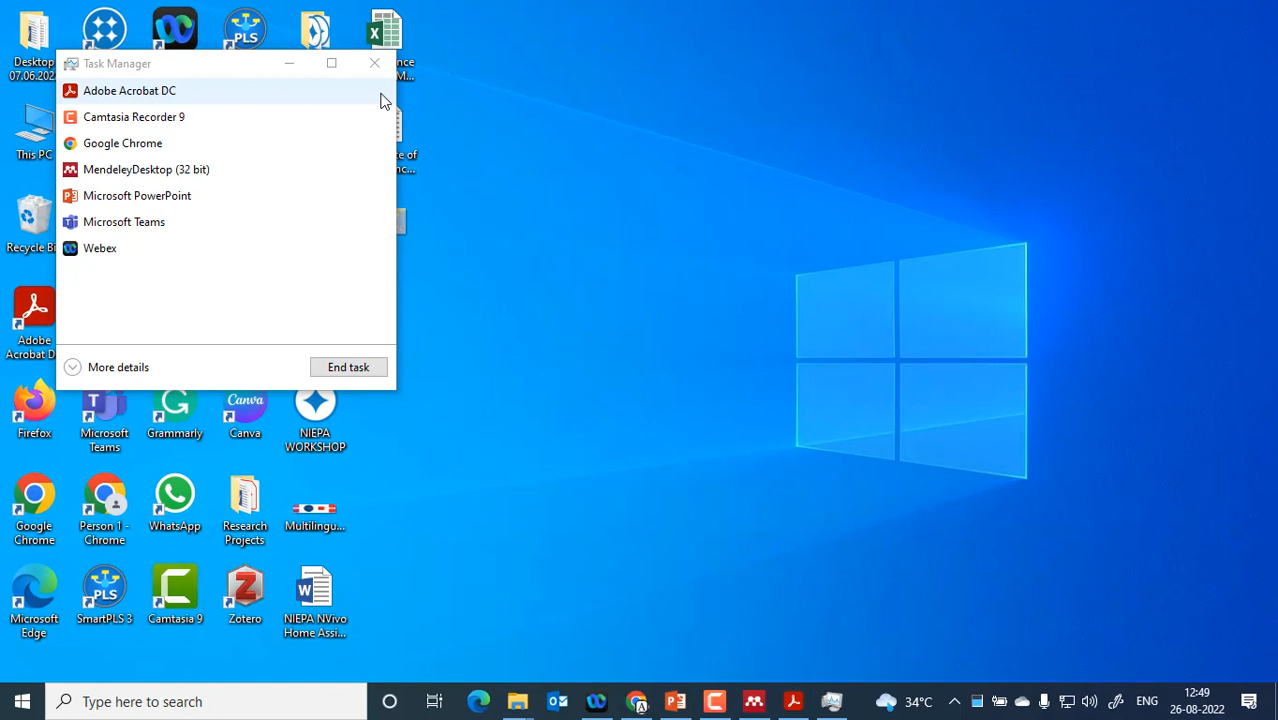 Desktop
07.06.202
PLS
Task Manager
Adobe Acrobat DC
Camtasia Recorder 9
Google Chrome
MendeleyDesktop (32 bit)
Microsoft PowerPoint
Microsoft Teams
Webex
More details
End task
This PC
Recycle Bi
Adobe
Acrobat D
Firefox
Microsoft
Teams
Grammarly
Canva
NIEPA
WORKSHOP
Google
Chrome
Person 1 -
Chrome
WhatsApp
Research
Projects
Multilingu...
Microsoft
Edge
PLS
SmartPLS 3
Camtasia 9
Zotero
NIEPA NVivo
Home Assi...
Type here to search
34°C
ENG
12:49
26-08-2022